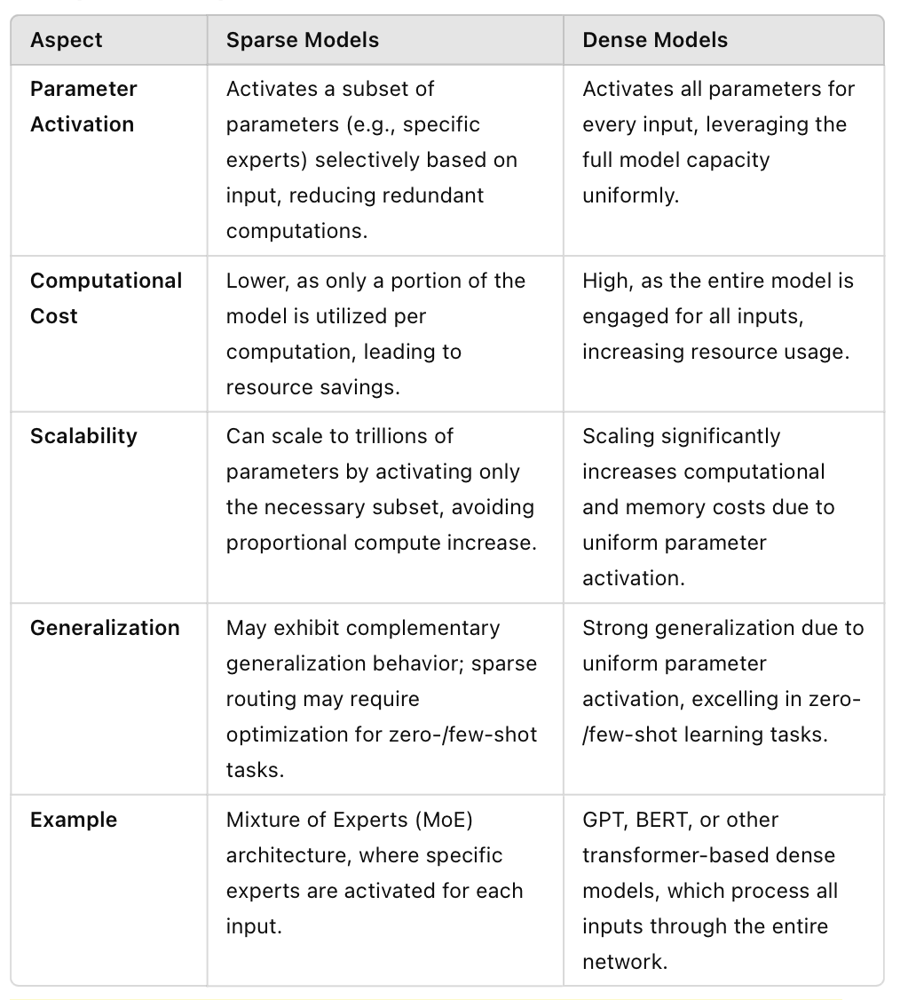 Aspect
Sparse Models
Dense Models
Parameter
Activation
Activates a subset of
parameters (e.g., specific
experts) selectively based on
input, reducing redundant
computations.
Activates all parameters for
every input, leveraging the
full model capacity
uniformly.
Computational
Cost
Lower, as only a portion of the
model is utilized per
computation, leading to
resource savings.
High, as the entire model is
engaged for all inputs,
increasing resource usage.
Scalability
Can scale to trillions of
parameters by activating only
the necessary subset, avoiding
proportional compute increase.
Scaling significantly
increases computational
and memory costs due to
uniform parameter
activation.
Generalization
May exhibit complementary
generalization behavior; sparse
routing may require
optimization for zero-/few-shot
tasks.
Strong generalization due to
uniform parameter
activation, excelling in zero-
/few-shot learning tasks.
Example
Mixture of Experts (MoE)
architecture, where specific
experts are activated for each
input.
GPT, BERT, or other
transformer-based dense
models, which process all
inputs through the entire
network.